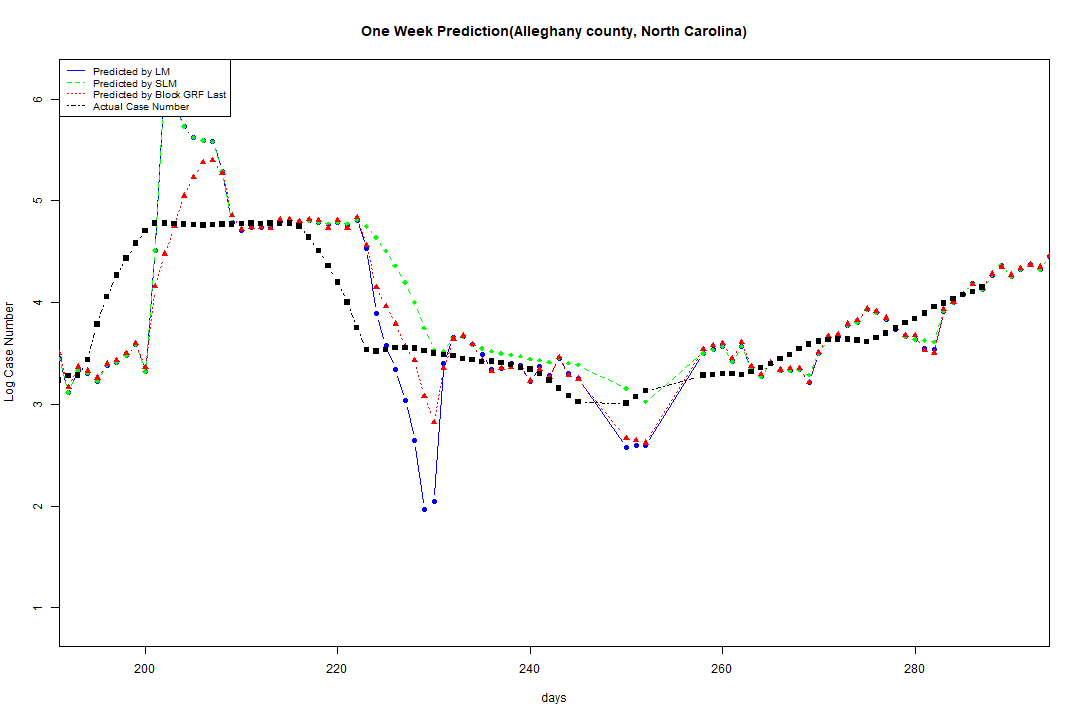 One Week Prediction(Alleghany county, North Carolina)
Predicted by LM
Predicted by SLM
Predicted by Block GRF Last
Actual Case Number
6
5
4
3
2
1
Log Case Number
200 220 240 260 280
days